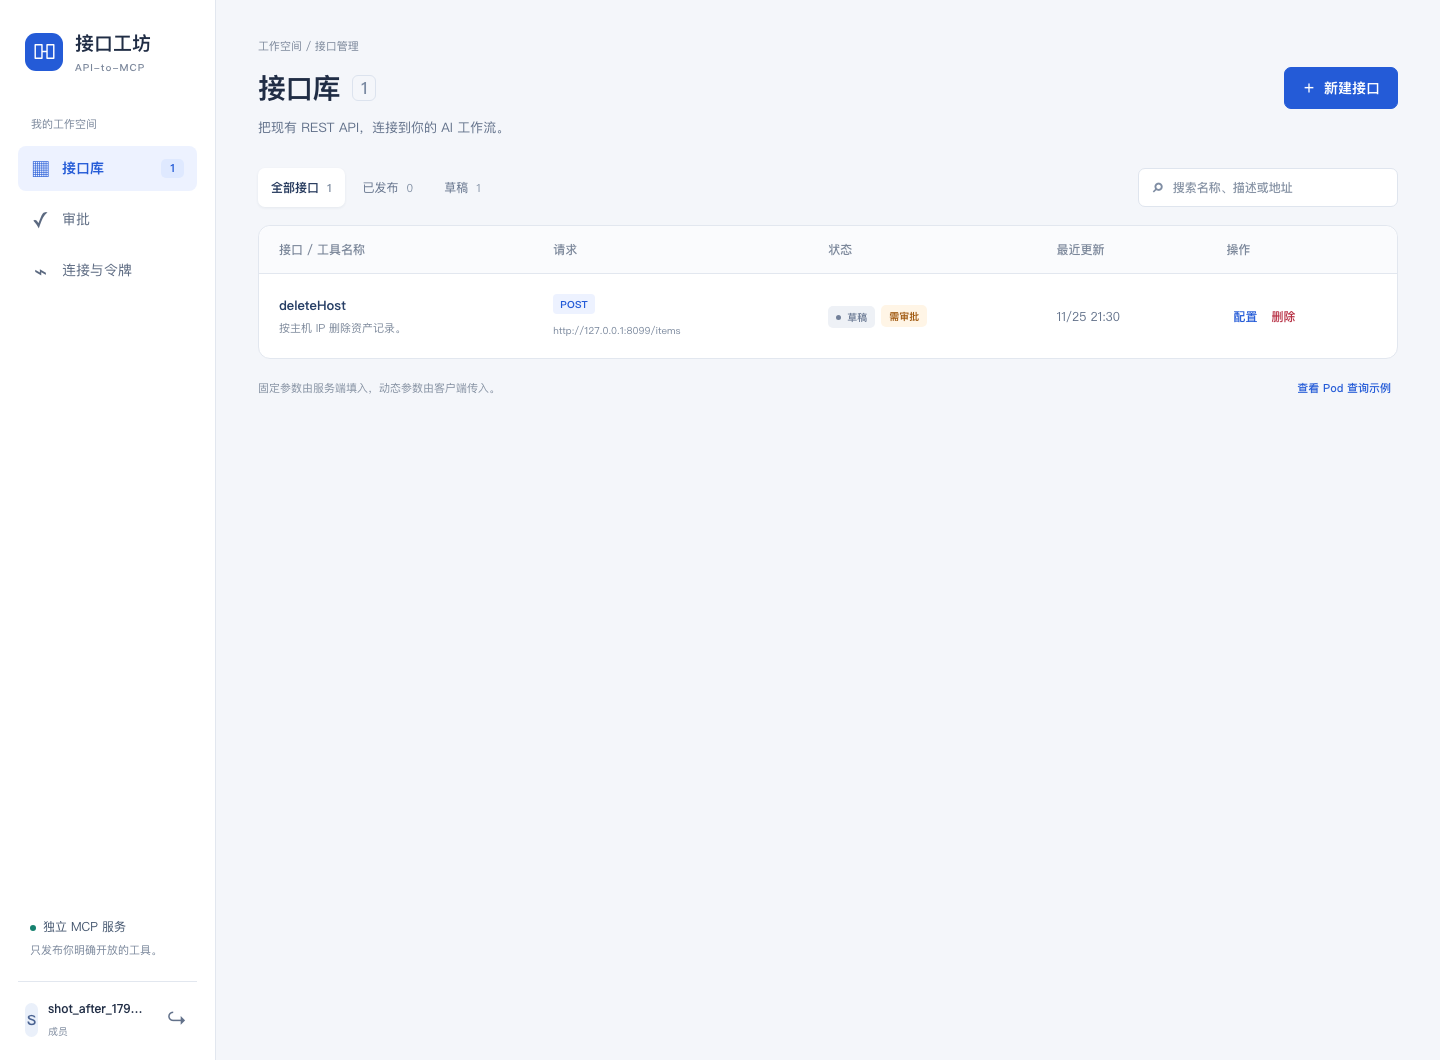 接口工坊
API-to-MCP
我的工作空间
接口库 1
审批
连接与令牌
独立 MCP 服务
只发布你明确开放的工具。
S
shot_after_179...
成员
工作空间 / 接口管理
接口库 1
+ 新建接口
把现有 REST API，连接到你的 AI 工作流。
全部接口 1 已发布 0 草稿 1
搜索名称、描述或地址
接口 / 工具名称 请求 状态 最近更新 操作
deleteHost
按主机 IP 删除资产记录。
POST
http://127.0.0.1:8099/items
草稿 需审批
11/25 21:30
配置 删除
固定参数由服务端填入，动态参数由客户端传入。
查看 Pod 查询示例